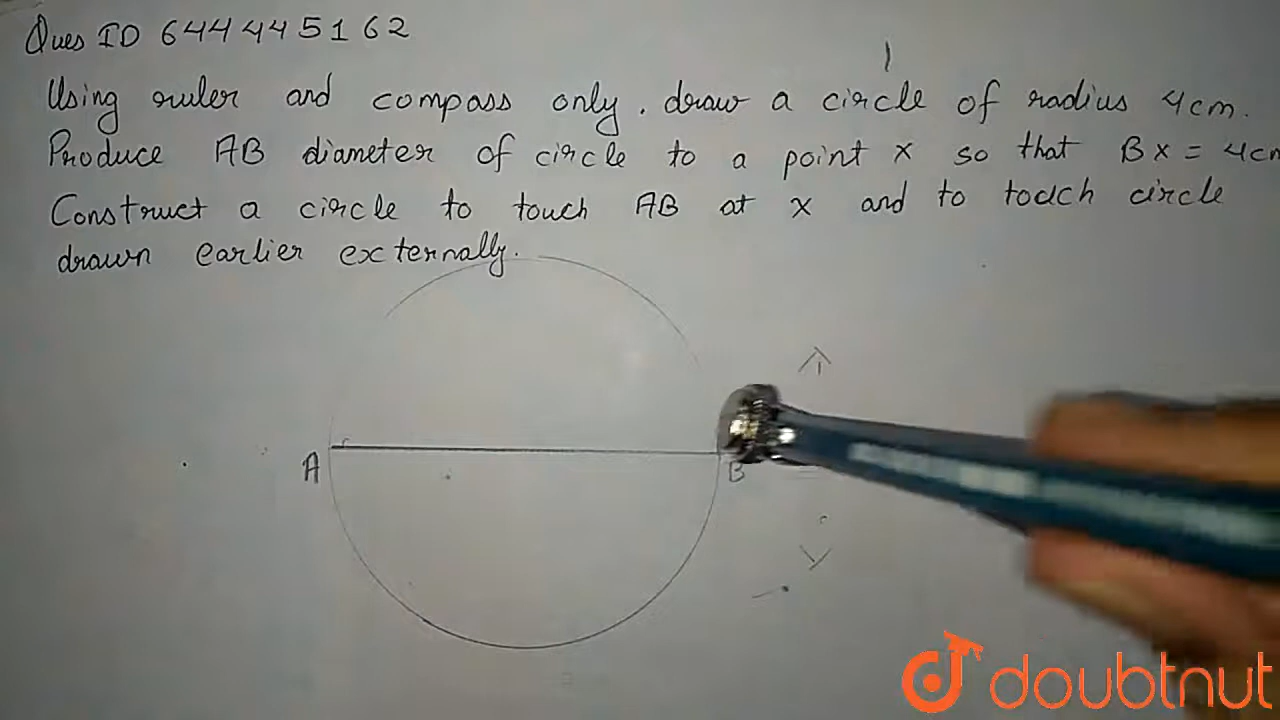 Ques ID 644445162
Using ruler and compass only. draw a circle of radius 4cm.
Produce AB diameter of circle to a point X so that BX = 4cm
Construct a circle to touch AB at X and to touch circle
drawn earlier externally.
A
B
doubtnut